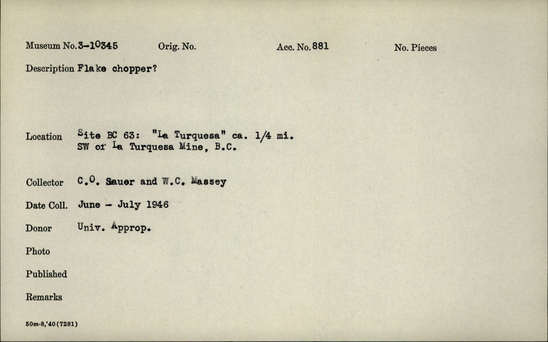 Museum No. 3-10345 Orig. No. Acc. No. 881 No. Pieces
Description Flake chopper?
Location Site BC 63: "La Turquesa" ca. 1/4 mi.
SW of La Turquesa Mine, B.C.
Collector C.O. Sauer and W.C. Massey
Date Coll. June - July 1946
Donor Univ. Approp.
Photo
Published
Remarks
50m-8,'40(7281)